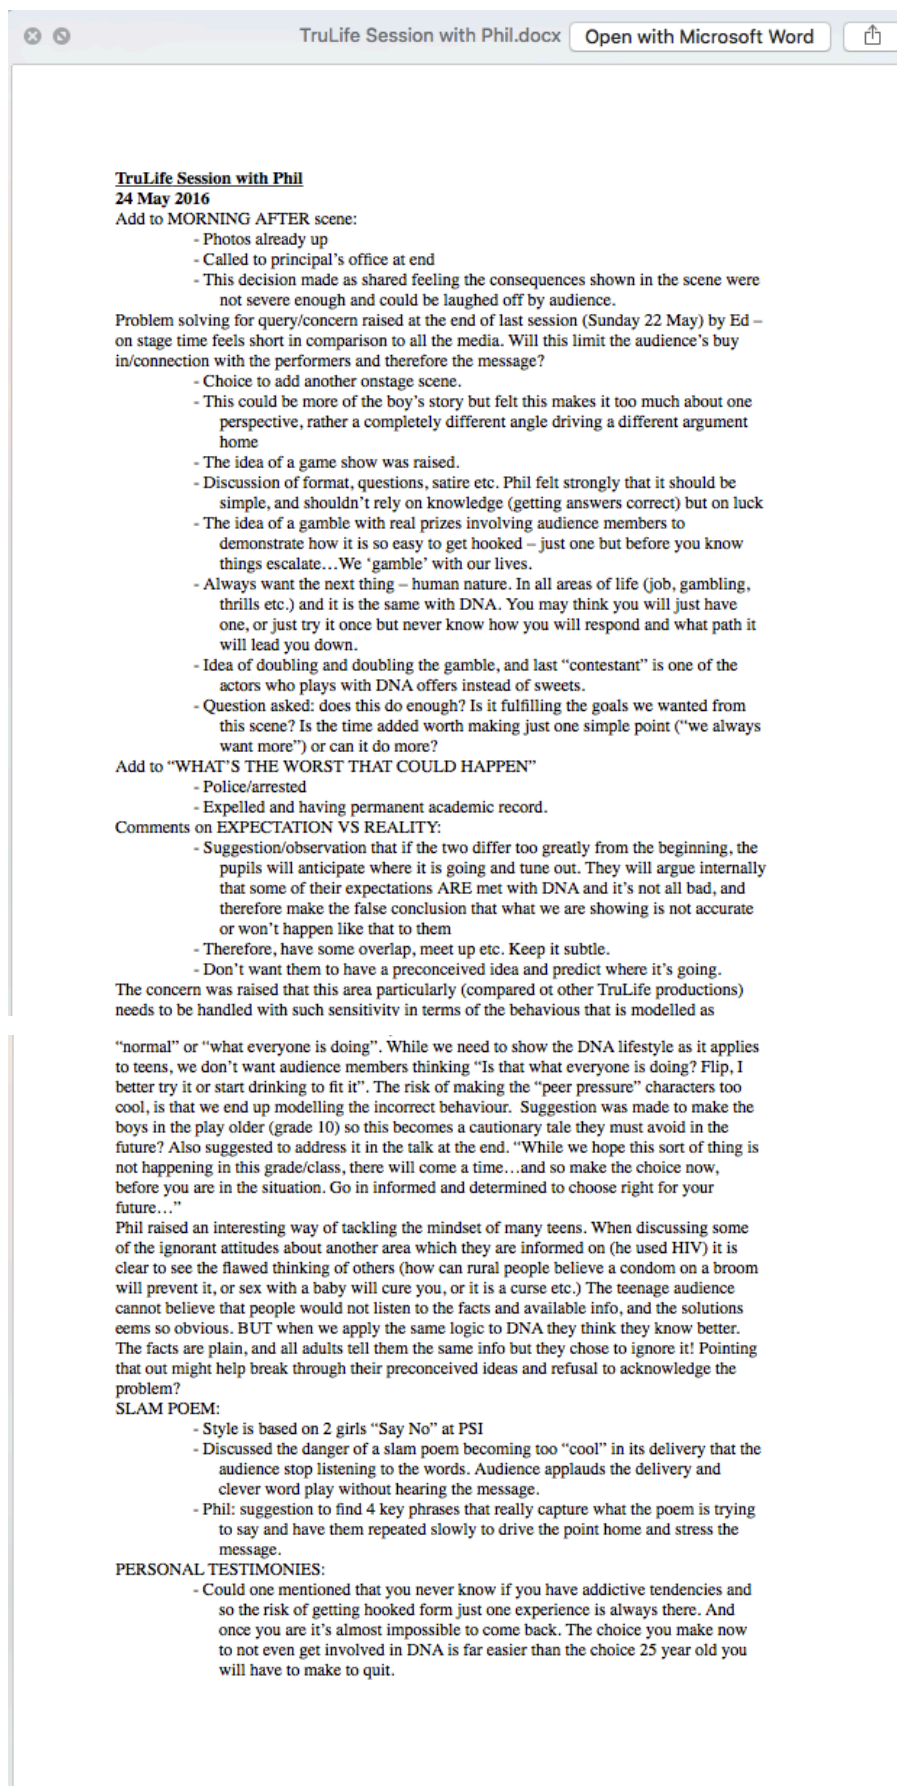 TruLife Session with Phil.docx
Open with Microsoft Word
TruLife Session with Phil
24 May 2016
Add to MORNING AFTER scene:
- Photos already up
- Called to principal's office at end
- This decision made as shared feeling the consequences shown in the scene were
not severe enough and could be laughed off by audience.
Problem solving for query/concern raised at the end of last session (Sunday 22 May) by Ed –
on stage time feels short in comparison to all the media. Will this limit the audience's buy
in/connection with the performers and therefore the message?
- Choice to add another onstage scene.
- This could be more of the boy's story but felt this makes it too much about one
perspective, rather a completely different angle driving a different argument
home
- The idea of a game show was raised.
- Discussion of format, questions, satire etc. Phil felt strongly that it should be
simple, and shouldn't rely on knowledge (getting answers correct) but on luck
- The idea of a gamble with real prizes involving audience members to
demonstrate how it is so easy to get hooked – just one but before you know
things escalate…We 'gamble' with our lives.
- Always want the next thing – human nature. In all areas of life (job, gambling,
thrills etc.) and it is the same with DNA. You may think you will just have
one, or just try it once but never know how you will respond and what path it
will lead you down.
- Idea of doubling and doubling the gamble, and last "contestant" is one of the
actors who plays with DNA offers instead of sweets.
- Question asked: does this do enough? Is it fulfilling the goals we wanted from
this scene? Is the time added worth making just one simple point ("we always
want more") or can it do more?
Add to "WHAT'S THE WORST THAT COULD HAPPEN"
- Police/arrested
- Expelled and having permanent academic record.
Comments on EXPECTATION VS REALITY:
- Suggestion/observation that if the two differ too greatly from the beginning, the
pupils will anticipate where it is going and tune out. They will argue internally
that some of their expectations ARE met with DNA and it's not all bad, and
therefore make the false conclusion that what we are showing is not accurate
or won't happen like that to them
- Therefore, have some overlap, meet up etc. Keep it subtle.
- Don't want them to have a preconceived idea and predict where it's going.
The concern was raised that this area particularly (compared ot other TruLife productions)
needs to be handled with such sensitivity in terms of the behavious that is modelled as
"normal" or "what everyone is doing". While we need to show the DNA lifestyle as it applies
to teens, we don't want audience members thinking "Is that what everyone is doing? Flip, I
better try it or start drinking to fit it". The risk of making the "peer pressure" characters too
cool, is that we end up modelling the incorrect behaviour.  Suggestion was made to make the
boys in the play older (grade 10) so this becomes a cautionary tale they must avoid in the
future? Also suggested to address it in the talk at the end. "While we hope this sort of thing is
not happening in this grade/class, there will come a time…and so make the choice now,
before you are in the situation. Go in informed and determined to choose right for your
future…"
Phil raised an interesting way of tackling the mindset of many teens. When discussing some
of the ignorant attitudes about another area which they are informed on (he used HIV) it is
clear to see the flawed thinking of others (how can rural people believe a condom on a broom
will prevent it, or sex with a baby will cure you, or it is a curse etc.) The teenage audience
cannot believe that people would not listen to the facts and available info, and the solutions
eems so obvious. BUT when we apply the same logic to DNA they think they know better.
The facts are plain, and all adults tell them the same info but they chose to ignore it! Pointing
that out might help break through their preconceived ideas and refusal to acknowledge the
problem?
SLAM POEM:
- Style is based on 2 girls "Say No" at PSI
- Discussed the danger of a slam poem becoming too "cool" in its delivery that the
audience stop listening to the words. Audience applauds the delivery and
clever word play without hearing the message.
- Phil: suggestion to find 4 key phrases that really capture what the poem is trying
to say and have them repeated slowly to drive the point home and stress the
message.
PERSONAL TESTIMONIES:
- Could one mentioned that you never know if you have addictive tendencies and
so the risk of getting hooked form just one experience is always there. And
once you are it's almost impossible to come back. The choice you make now
to not even get involved in DNA is far easier than the choice 25 year old you
will have to make to quit.